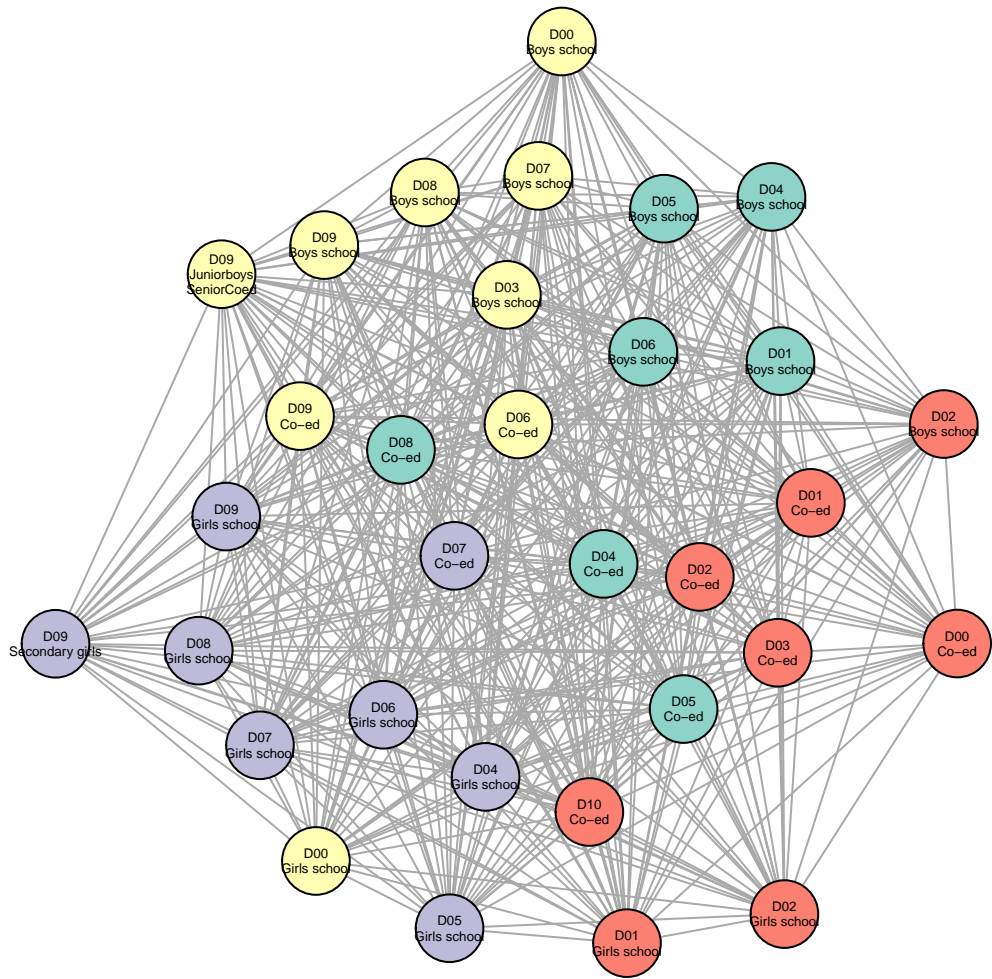 D00
Boys school
D07
Boys school
D08
Boys school
D04
Boys school
D05
Boys school
D09
Boys school
D09
Juniorboys
SeniorCoed
D03
Boys school
D06
Boys school
D01
Boys school
D09
Co−ed
D06
Co−ed
D02
Boys school
D08
Co−ed
D01
Co−ed
D09
Girls school
D07
Co−ed
D04
Co−ed
D02
Co−ed
D09
Secondary girls
D08
Girls school
D03
Co−ed
D00
Co−ed
D06
Girls school
D05
Co−ed
D07
Girls school
D04
Girls school
D10
Co−ed
D00
Girls school
D05
Girls school
D01
Girls school
D02
Girls school